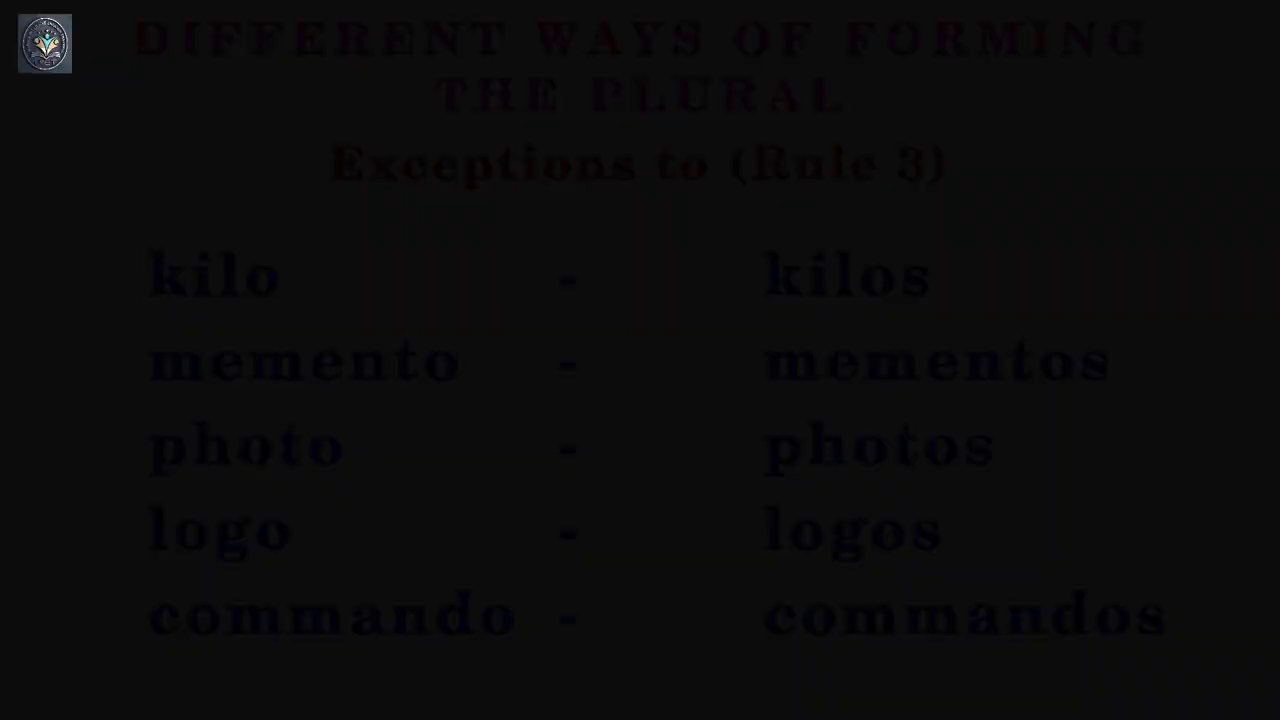 DIFFERENT WAYS OF FORMING
THE PLURAL
Exceptions to (Rule 3)
kilo - kilos
memento - mementos
photo - photos
logo - logos
commando - commandos